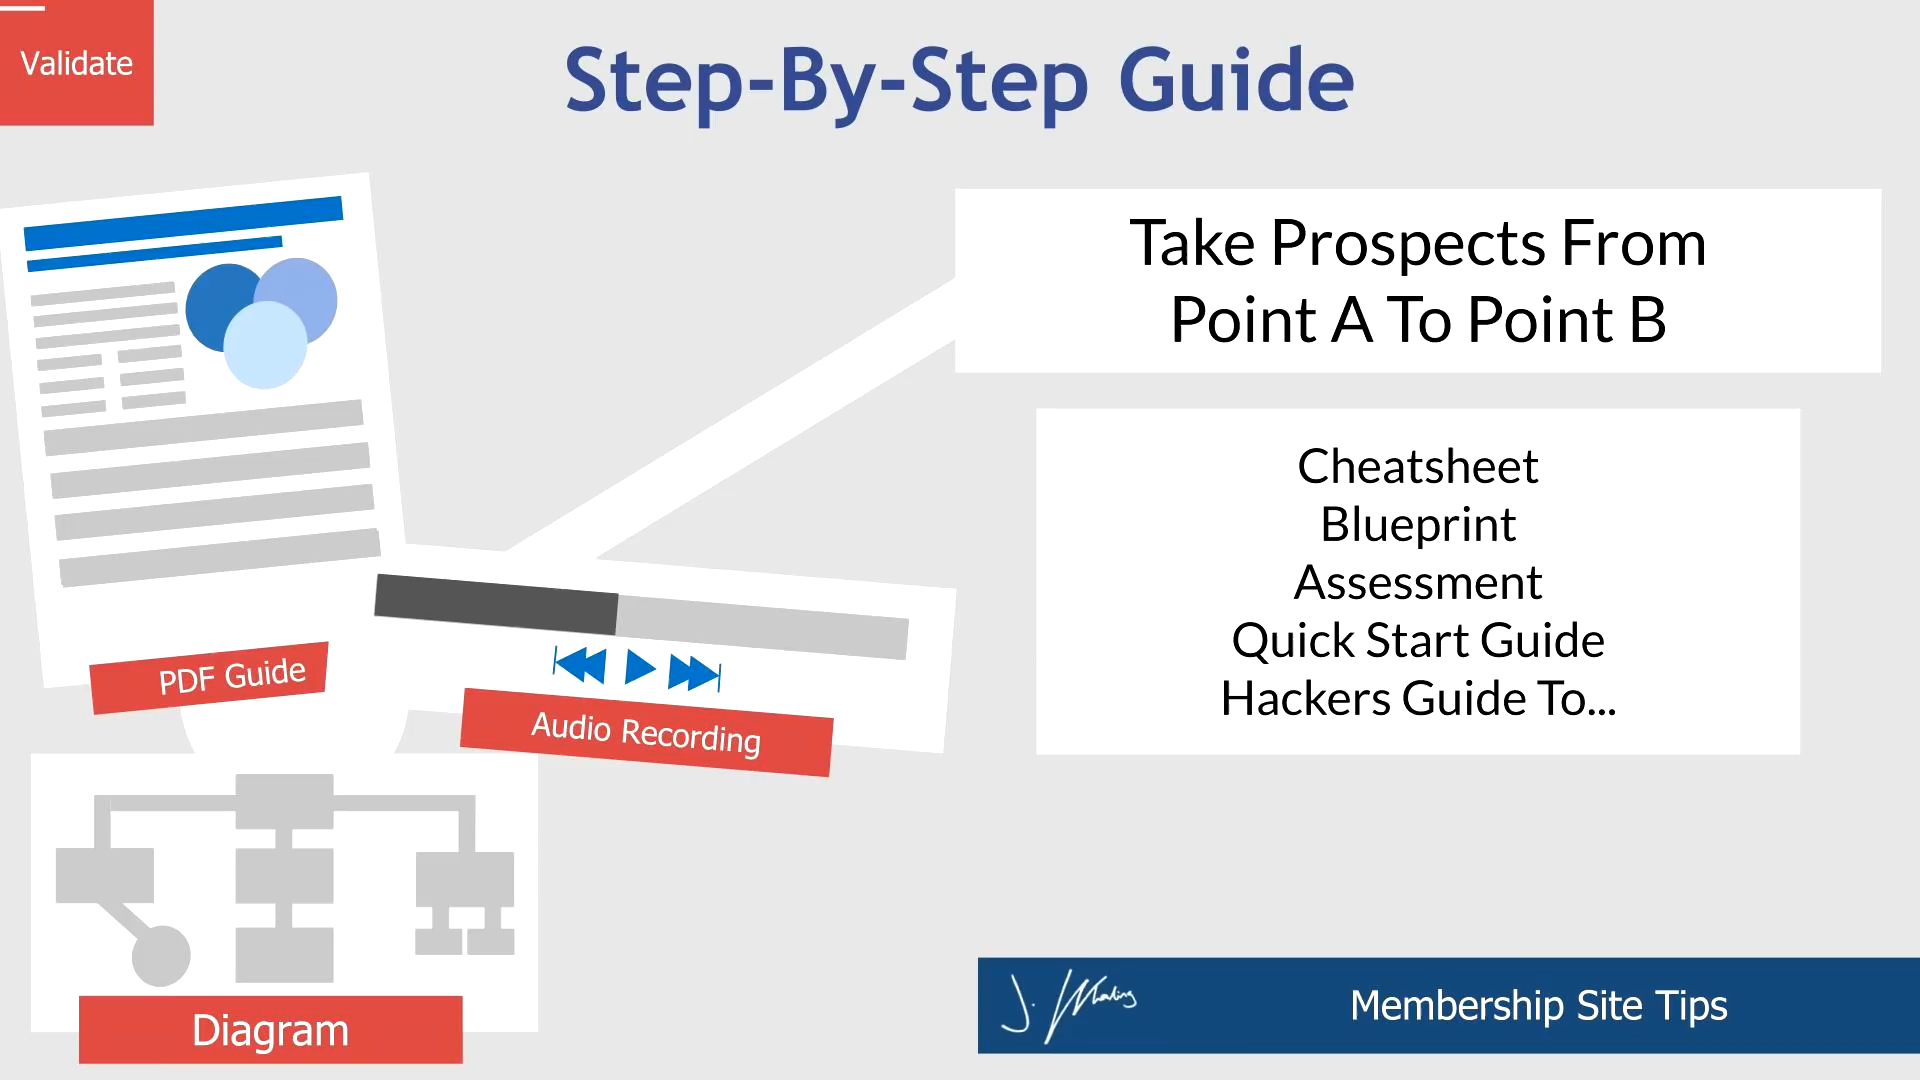 Validate
Step-By-Step Guide
Take Prospects From
Point A To Point B
Cheatsheet
Blueprint
Assessment
Quick Start Guide
Hackers Guide To...
PDF Guide
Audio Recording
Diagram
Membership Site Tips